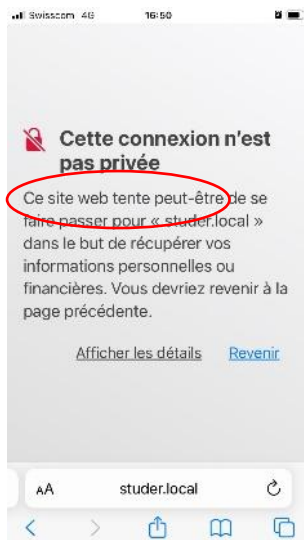 Swisscom 4G 16:50
Cette connexion n'est
pas privée
Ce site web tente peut-être de se
faire passer pour « studer.local »
dans le but de récupérer vos
informations personnelles ou
financières. Vous devriez revenir à la
page précédente.
Afficher les détails Revenir
AA studer.local